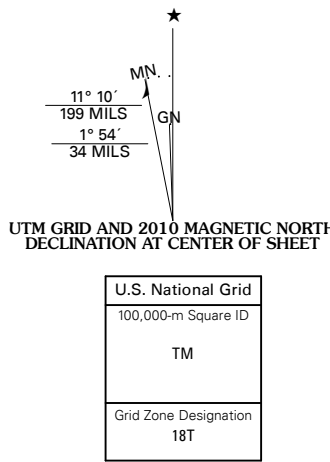 ★
MN
11° 10´
199 MILS
GN
1° 54´
34 MILS
UTM GRID AND 2010 MAGNETIC NORTH
DECLINATION AT CENTER OF SHEET
U.S. National Grid
100,000-m Square ID
TM
Grid Zone Designation
18T